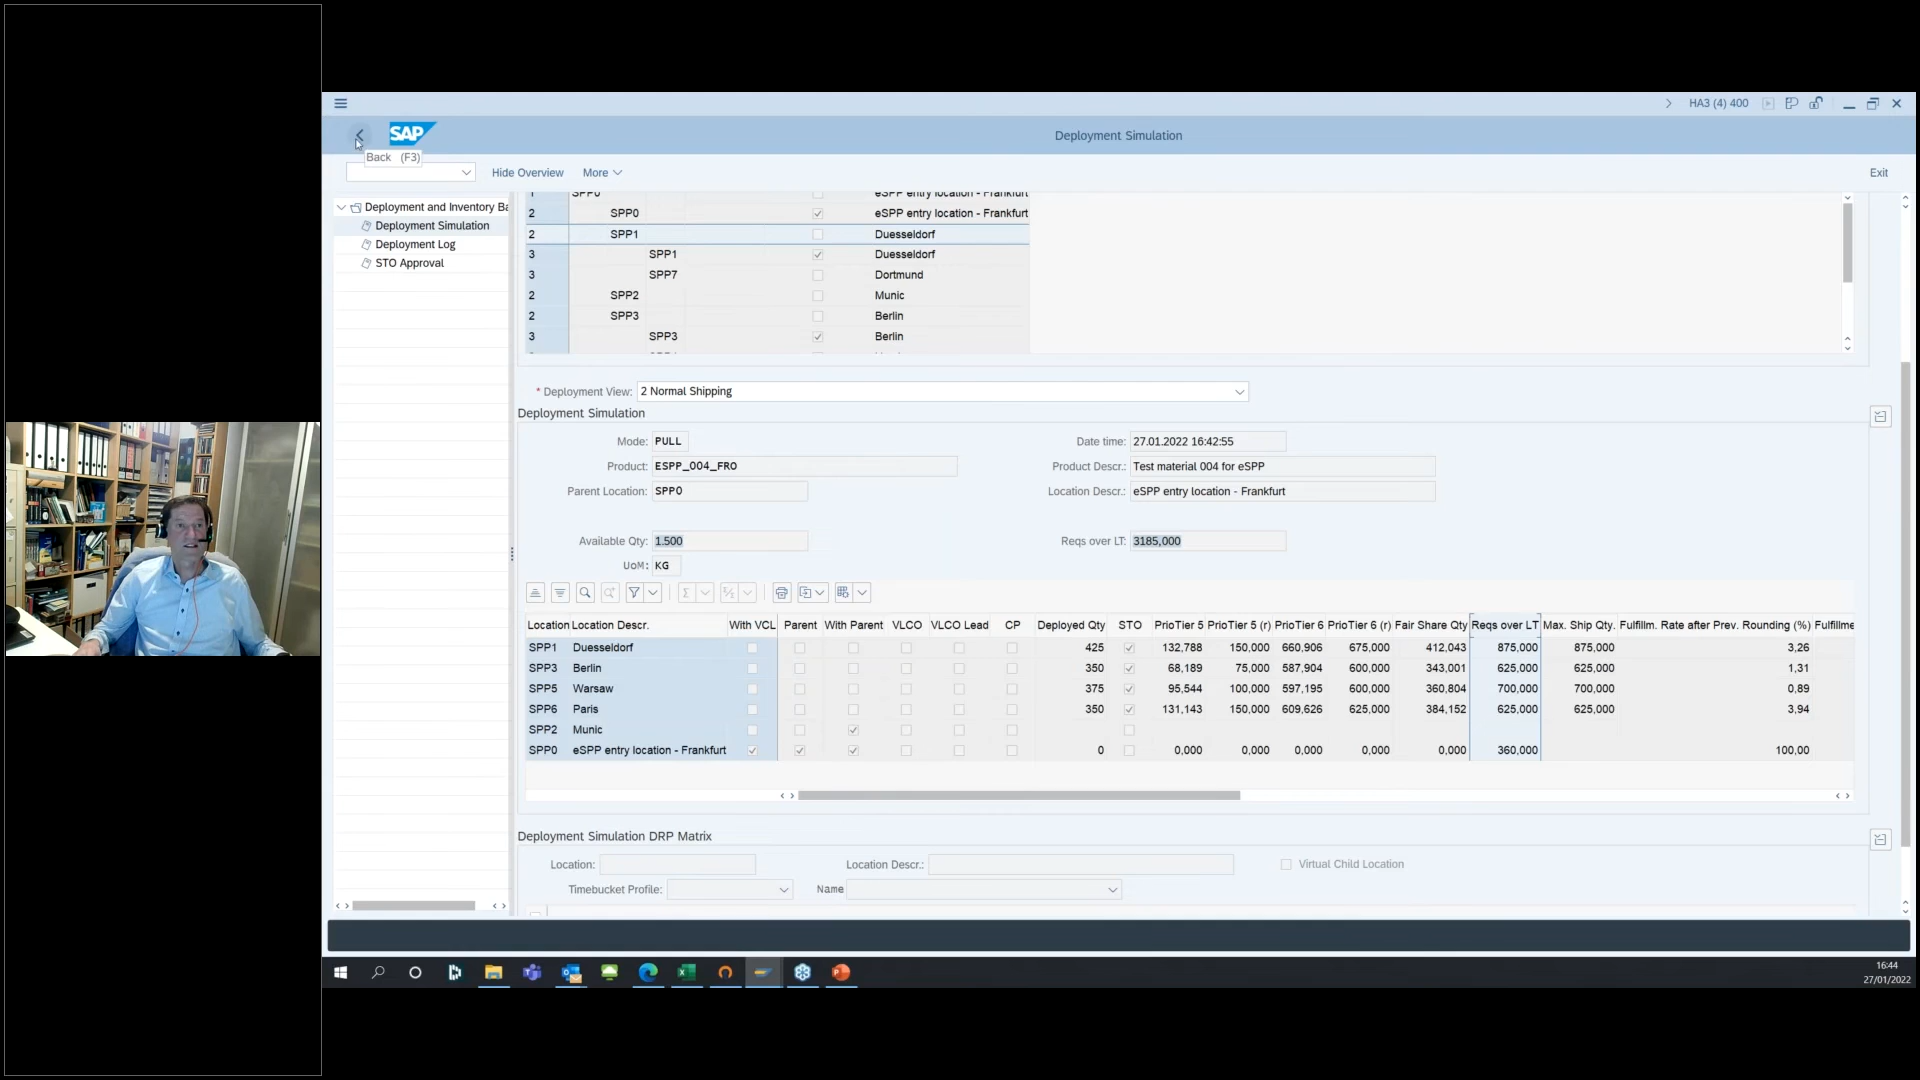 HA3 (4) 400
SAP
Deployment Simulation
Back (F3)
Hide Overview
More
Exit
Deployment and Inventory Ba
Deployment Simulation
Deployment Log
STO Approval
1 SPP0 eSPP entry location - Frankfurt
2 SPP0 eSPP entry location - Frankfurt
2 SPP1 Duesseldorf
3 SPP1 Duesseldorf
3 SPP7 Dortmund
2 SPP2 Munic
2 SPP3 Berlin
3 SPP3 Berlin
* Deployment View: 2 Normal Shipping
Deployment Simulation
Mode: PULL Date time: 27.01.2022 16:42:55
Product: ESPP_004_FRO Product Descr.: Test material 004 for eSPP
Parent Location: SPP0 Location Descr.: eSPP entry location - Frankfurt
Available Qty: 1.500 Reqs over LT: 3185,000
UoM: KG
Location Location Descr. With VCL Parent With Parent VLCO VLCO Lead CP Deployed Qty STO PrioTier 5 PrioTier 5 (r) PrioTier 6 PrioTier 6 (r) Fair Share Qty Reqs over LT Max. Ship Qty. Fulfillm. Rate after Prev. Rounding (%) Fulfillme
SPP1 Duesseldorf 425 132,788 150,000 660,906 675,000 412,043 875,000 875,000 3,26
SPP3 Berlin 350 68,189 75,000 587,904 600,000 343,001 625,000 625,000 1,31
SPP5 Warsaw 375 95,544 100,000 597,195 600,000 360,804 700,000 700,000 0,89
SPP6 Paris 350 131,143 150,000 609,626 625,000 384,152 625,000 625,000 3,94
SPP2 Munic
SPP0 eSPP entry location - Frankfurt 0 0,000 0,000 0,000 0,000 0,000 360,000 100,00
Deployment Simulation DRP Matrix
Location: Location Descr.: Virtual Child Location
Timebucket Profile: Name
16:44
27/01/2022